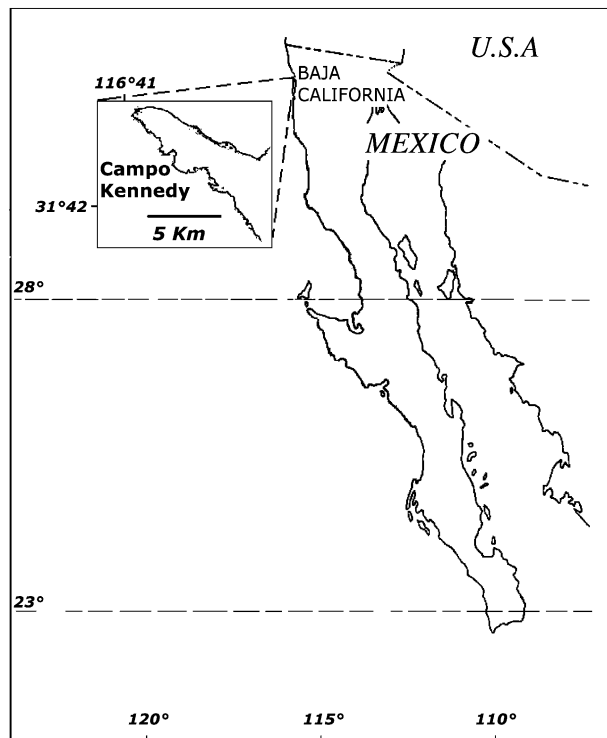 U.S.A
116°41
BAJA
CALIFORNIA
MEXICO
Campo
Kennedy
31°42
5 Km
28°
23°
120°
115°
110°